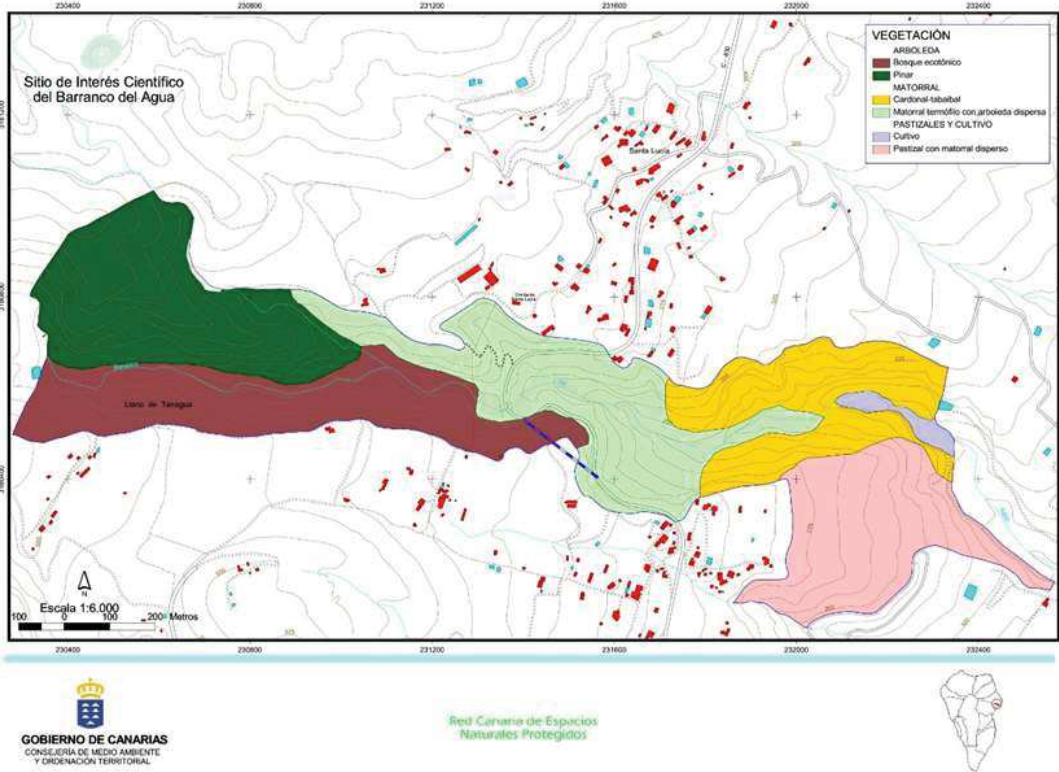 230400 230800 231200 231600 232000 232400
Sitio de Interés Científico
del Barranco del Agua
VEGETACIÓN
ARBOLEDA
Bosque ecotónico
Pinar
MATORRAL
Cardonal-tabaibal
Matorral termófilo con arboleda dispersa
PASTIZALES Y CULTIVO
Cultivo
Pastizal con matorral disperso
Santa Lucía
Llano de Taragua
N
Escala 1:6.000
100 0 100 200 Metros
230400 230800 231200 231600 232000 232400
GOBIERNO DE CANARIAS
CONSEJERÍA DE MEDIO AMBIENTE
Y ORDENACIÓN TERRITORIAL
Red Canaria de Espacios
Naturales Protegidos